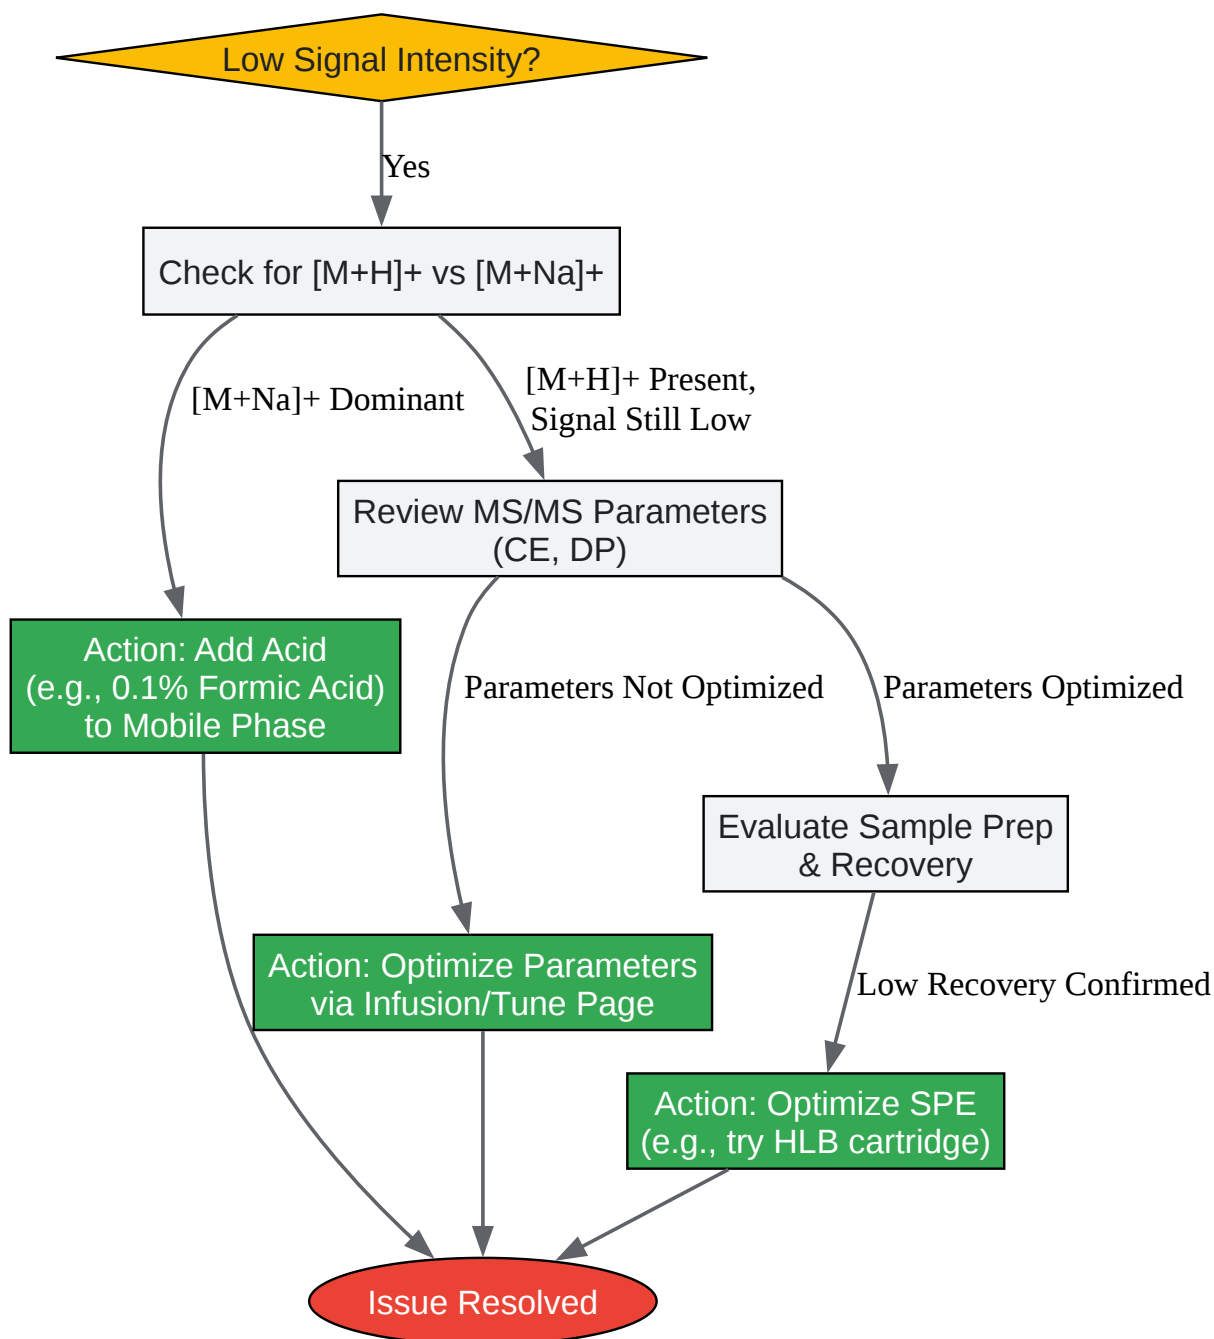 Low Signal Intensity?
Yes
Check for [M+H]+ vs [M+Na]+
[M+Na]+ Dominant
[M+H]+ Present,
Signal Still Low
Review MS/MS Parameters
(CE, DP)
Action: Add Acid
(e.g., 0.1% Formic Acid)
to Mobile Phase
Parameters Not Optimized
Parameters Optimized
Evaluate Sample Prep
& Recovery
Action: Optimize Parameters
via Infusion/Tune Page
Low Recovery Confirmed
Action: Optimize SPE
(e.g., try HLB cartridge)
Issue Resolved